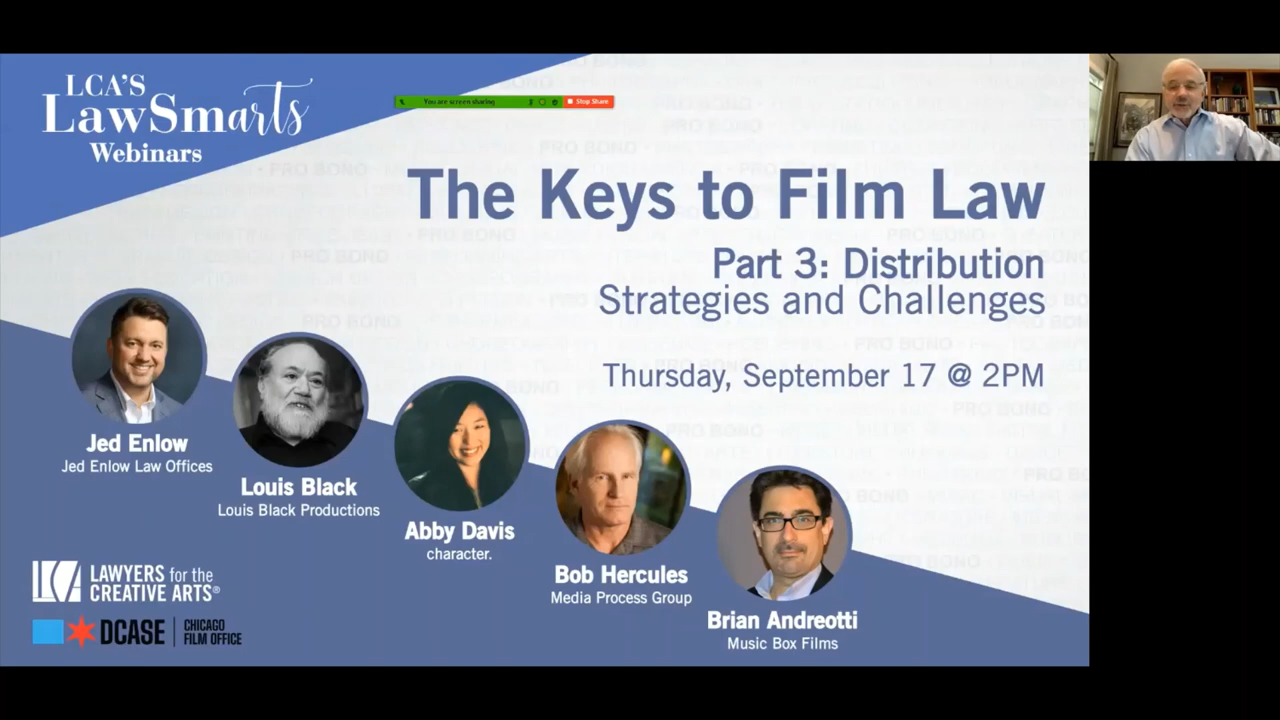 LCA'S
LawSmarts
Webinars
You are screen sharing
Stop Share
The Keys to Film Law
Part 3: Distribution
Strategies and Challenges
Thursday, September 17 @ 2PM
Jed Enlow
Jed Enlow Law Offices
Louis Black
Louis Black Productions
Abby Davis
character.
Bob Hercules
Media Process Group
Brian Andreotti
Music Box Films
LCA
LAWYERS for the
CREATIVE ARTS®
DCASE
CHICAGO
FILM OFFICE
PRO BONO